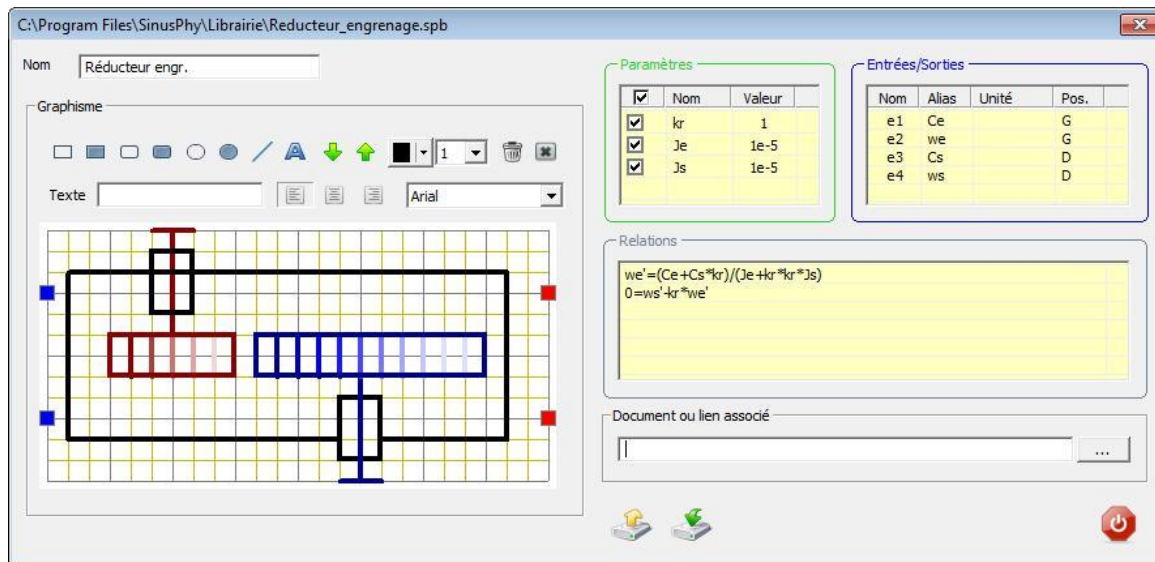 C:\Program Files\SinusPhy\Librairie\Reducteur_engrenage.spb
Nom
Réducteur engr.
Graphisme
A
1
Texte
Arial
Paramètres
Nom Valeur
kr 1
Je 1e-5
Js 1e-5
Entrées/Sorties
Nom Alias Unité Pos.
e1 Ce G
e2 we G
e3 Cs D
e4 ws D
Relations
we'=(Ce+Cs*kr)/(Je+kr*kr*Js)
0=ws'-kr*we'
Document ou lien associé
...